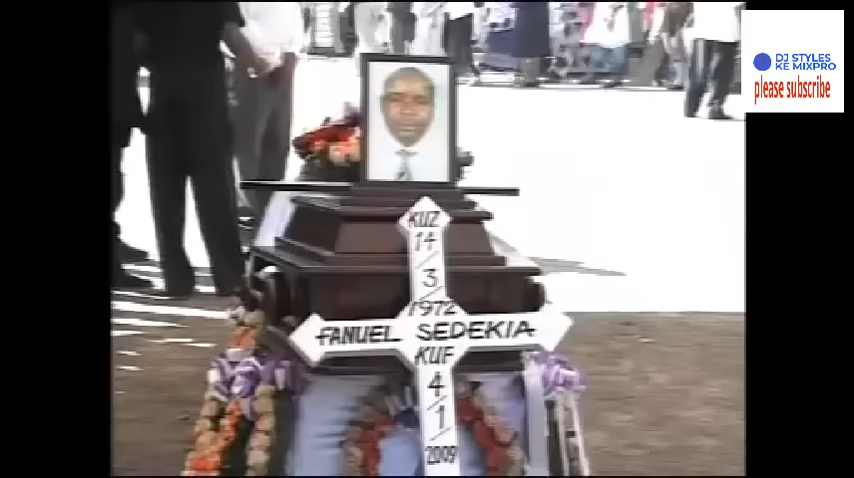 DJ STYLES
KE MIXPRO
please subscribe
KUZ
14
/
3
/
1972
FANUEL SEDEKIA
KUF
4
/
1
/
2009